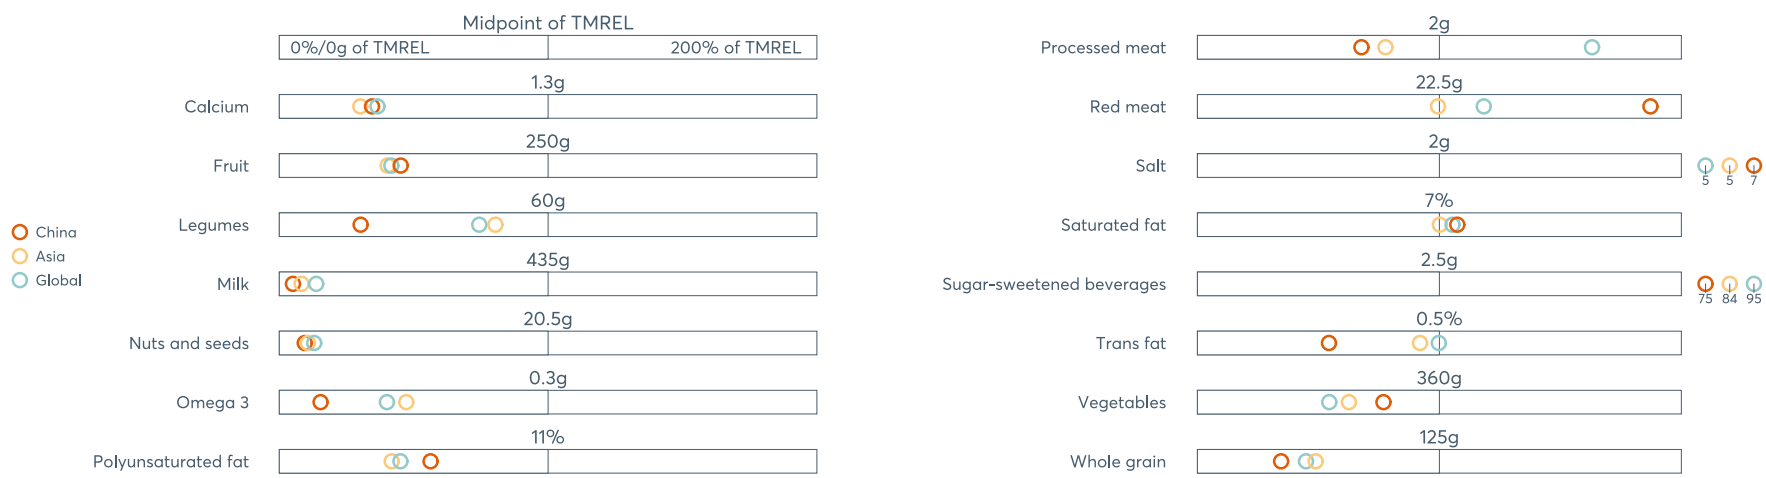 Midpoint of TMREL
0%/0g of TMREL
200% of TMREL
1.3g
Calcium
250g
Fruit
60g
Legumes
435g
Milk
20.5g
Nuts and seeds
0.3g
Omega 3
11%
Polyunsaturated fat
China
Asia
Global
2g
Processed meat
22.5g
Red meat
2g
Salt
5 5 7
7%
Saturated fat
2.5g
Sugar-sweetened beverages
75 84 95
0.5%
Trans fat
360g
Vegetables
125g
Whole grain